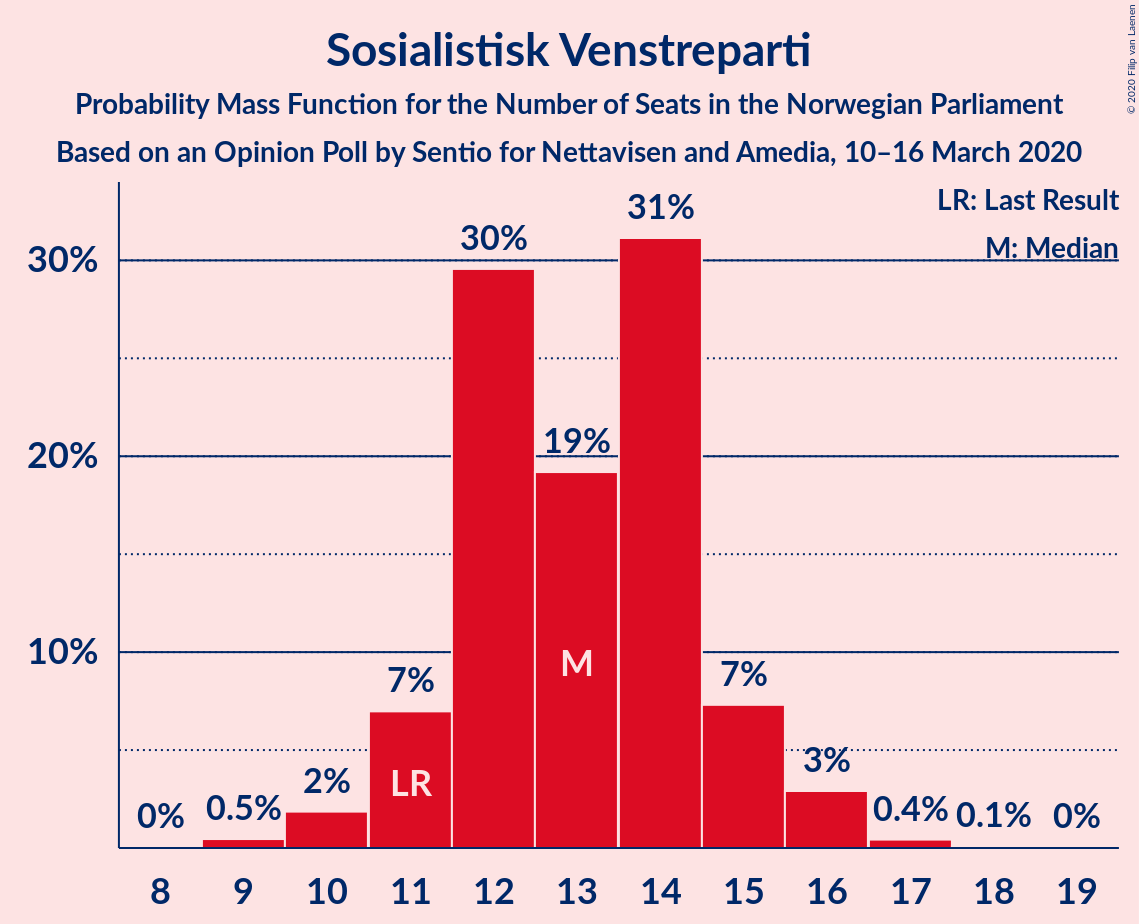 Sosialistisk Venstreparti
Probability Mass Function for the Number of Seats in the Norwegian Parliament
Based on an Opinion Poll by Sentio for Nettavisen and Amedia, 10–16 March 2020
© 2020 Filip van Laenen
LR: Last Result
M: Median
30%
20%
10%
0%
0.5%
2%
7%
30%
19%
31%
7%
3%
0.4%
0.1%
0%
LR
M
8 9 10 11 12 13 14 15 16 17 18 19